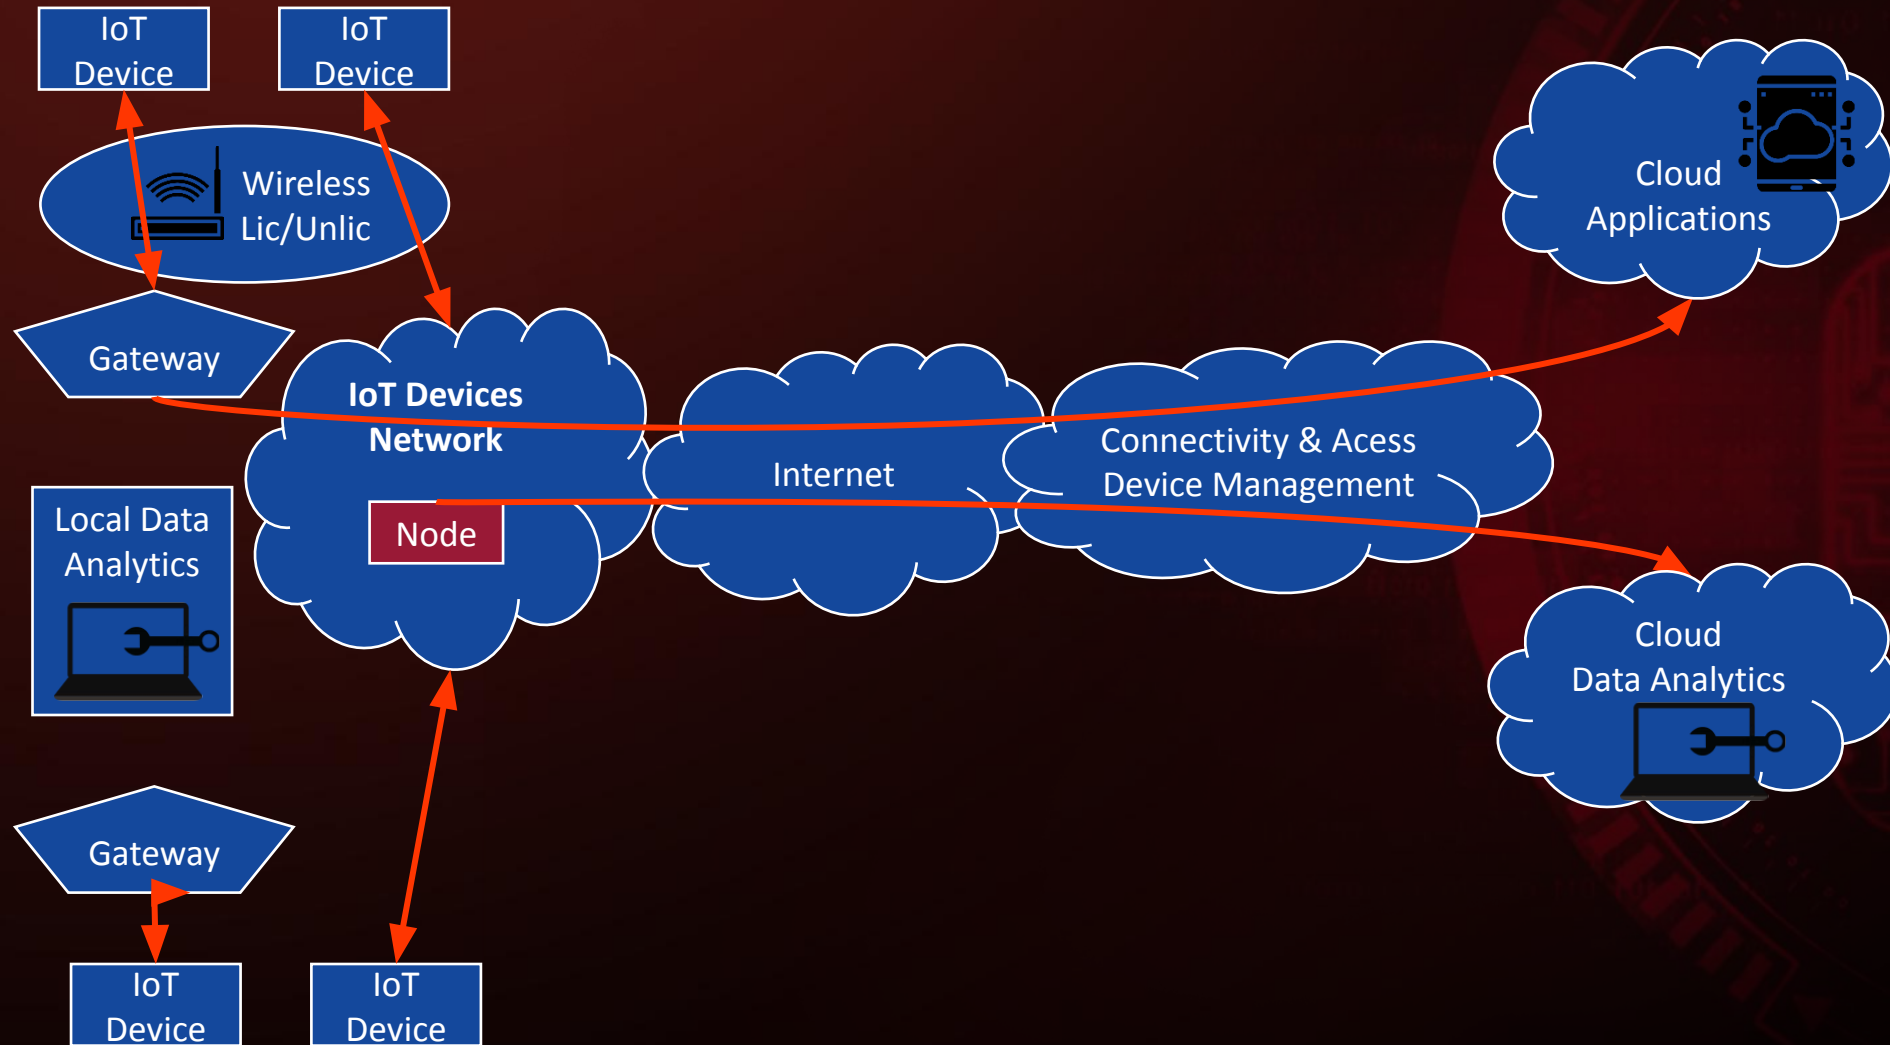 IoT
Device
IoT
Device
Wireless
Lic/Unlic
Gateway
IoT Devices
Network
Node
Internet
Connectivity & Acess
Device Management
Cloud
Applications
Local Data
Analytics
Cloud
Data Analytics
Gateway
IoT
Device
IoT
Device